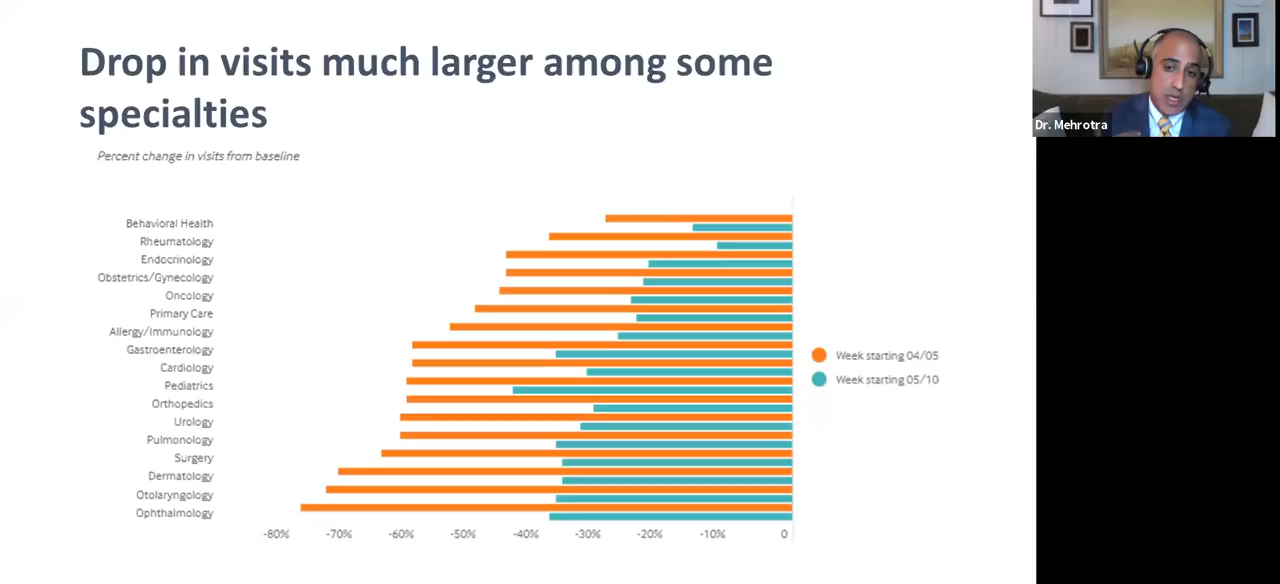 Drop in visits much larger among some
specialties
Percent change in visits from baseline
Dr. Mehrotra
Behavioral Health
Rheumatology
Endocrinology
Obstetrics/Gynecology
Oncology
Primary Care
Allergy/Immunology
Gastroenterology
Cardiology
Pediatrics
Orthopedics
Urology
Pulmonology
Surgery
Dermatology
Otolaryngology
Ophthalmology
-80% -70% -60% -50% -40% -30% -20% -10% 0
Week starting 04/05
Week starting 05/10